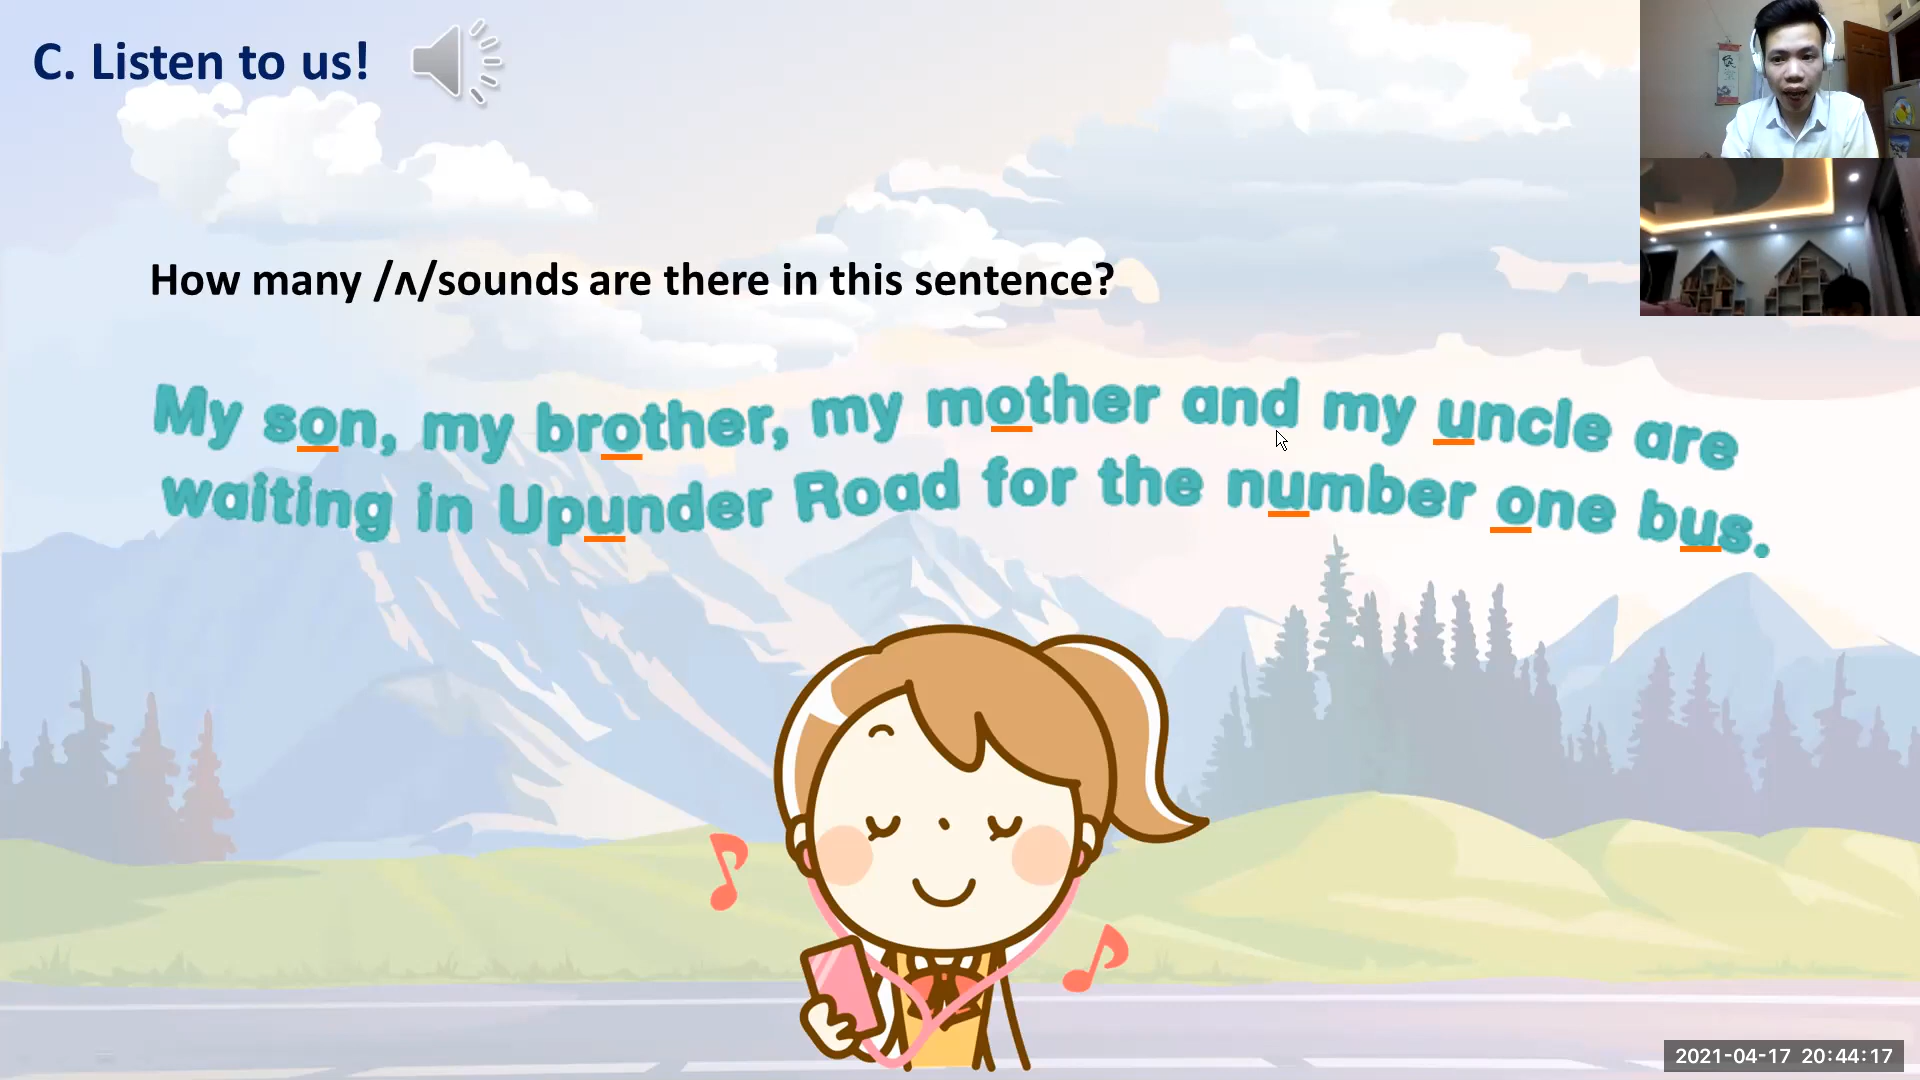 C. Listen to us!
How many /ʌ/sounds are there in this sentence?
My son, my brother, my mother and my uncle are
waiting in Upunder Road for the number one bus.
2021-04-17 20:44:17